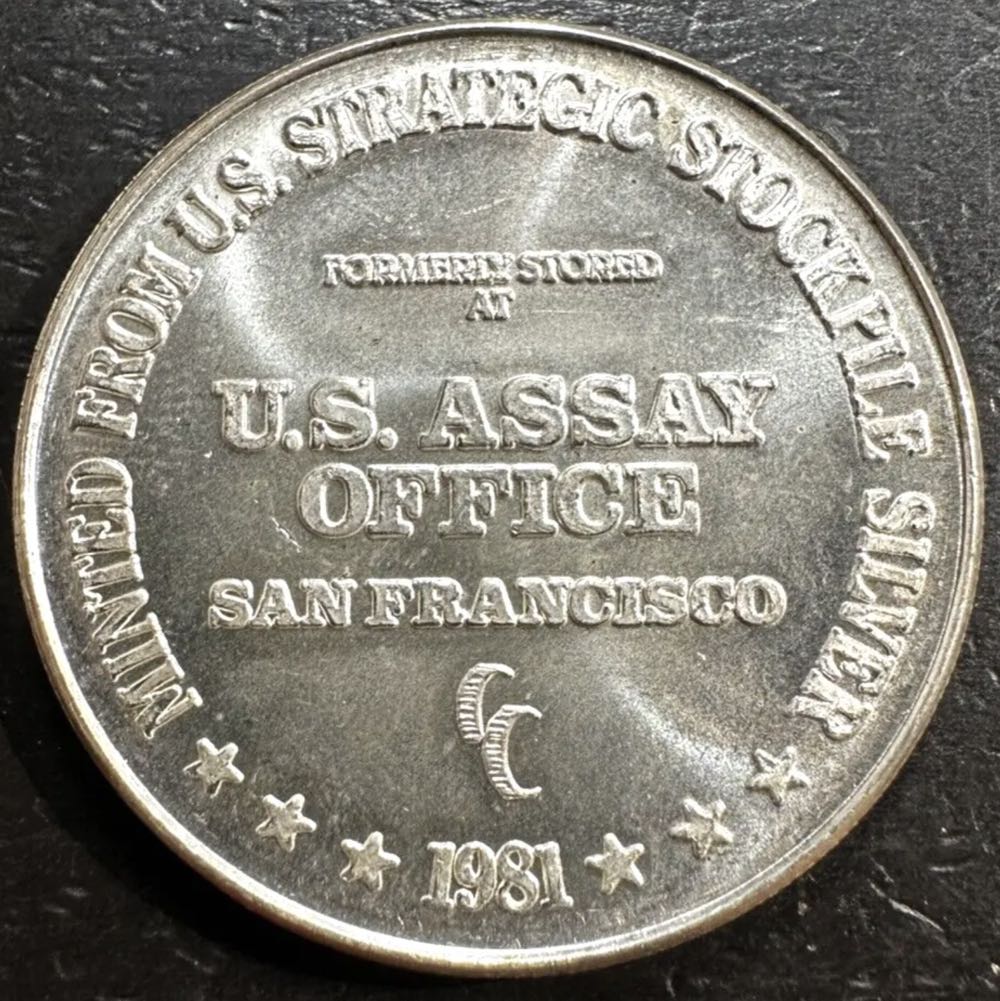 MINTED FROM U.S. STRATEGIC STOCKPILE SILVER
FORMERLY STORED
AT
U.S. ASSAY
OFFICE
SAN FRANCISCO
CC
1981